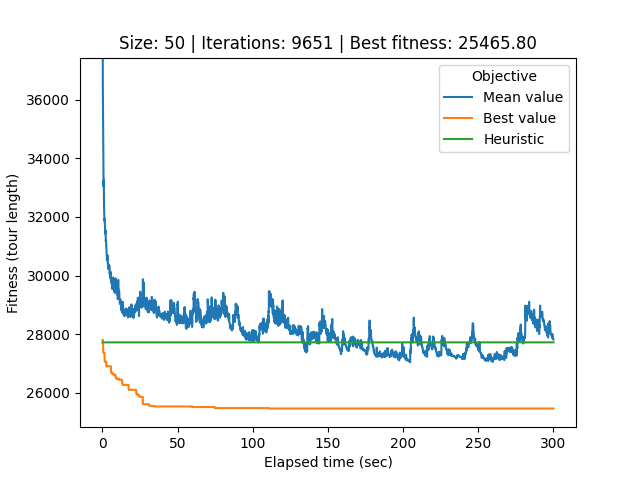 Size: 50 | Iterations: 9651 | Best fitness: 25465.80
Objective
Mean value
Best value
Heuristic
Fitness (tour length)
36000
34000
32000
30000
28000
26000
0 50 100 150 200 250 300
Elapsed time (sec)